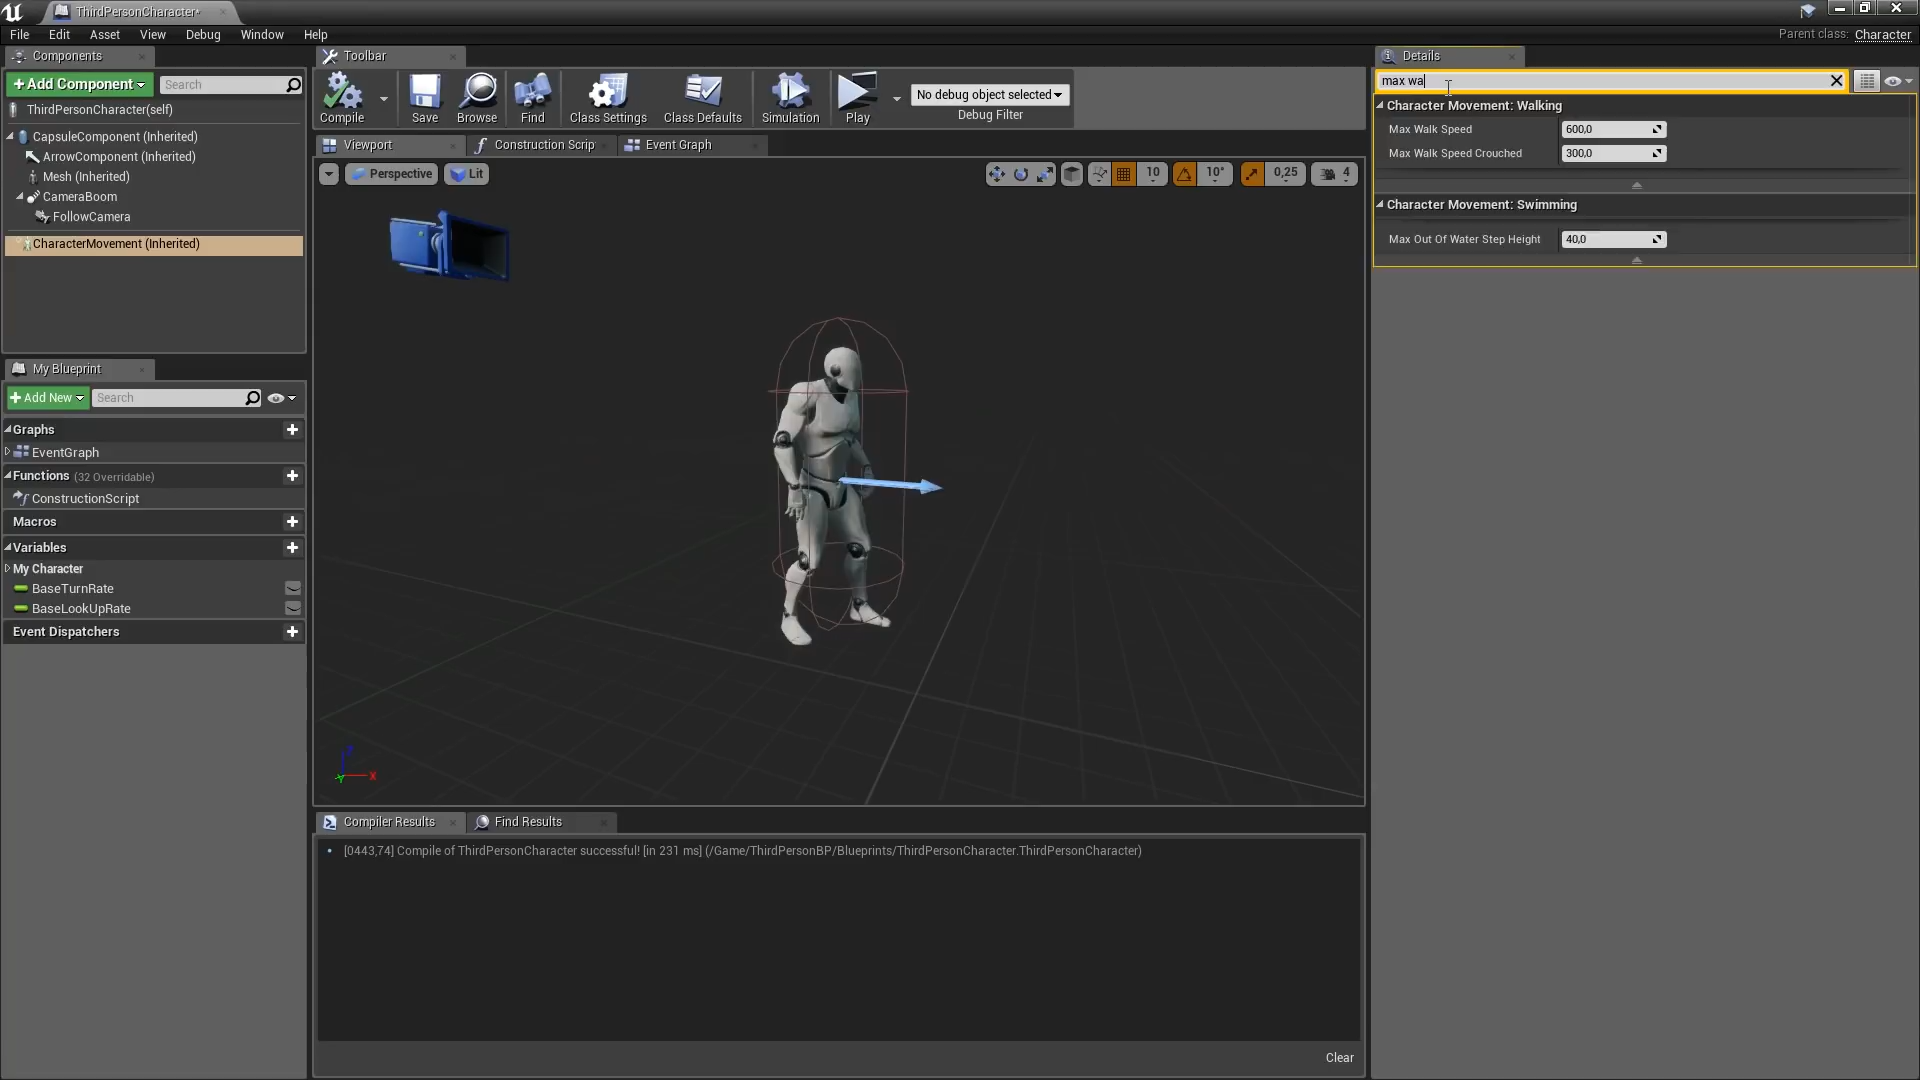 ThirdPersonCharacter*
File Edit Asset View Debug Window Help
Parent class: Character
Components
+ Add Component
Search
ThirdPersonCharacter(self)
CapsuleComponent (Inherited)
ArrowComponent (Inherited)
Mesh (Inherited)
CameraBoom
FollowCamera
CharacterMovement (Inherited)
My Blueprint
+ Add New
Search
Graphs
EventGraph
Functions (32 Overridable)
ConstructionScript
Macros
Variables
My Character
BaseTurnRate
BaseLookUpRate
Event Dispatchers
Toolbar
Compile
Save
Browse
Find
Class Settings
Class Defaults
Simulation
Play
No debug object selected
Debug Filter
Viewport
Construction Scrip
Event Graph
Perspective
Lit
10
10°
0,25
4
Z
Y
X
Compiler Results
Find Results
[0443,74] Compile of ThirdPersonCharacter successful! [in 231 ms] (/Game/ThirdPersonBP/Blueprints/ThirdPersonCharacter.ThirdPersonCharacter)
Clear
Details
max wa
Character Movement: Walking
Max Walk Speed 600,0
Max Walk Speed Crouched 300,0
Character Movement: Swimming
Max Out Of Water Step Height 40,0